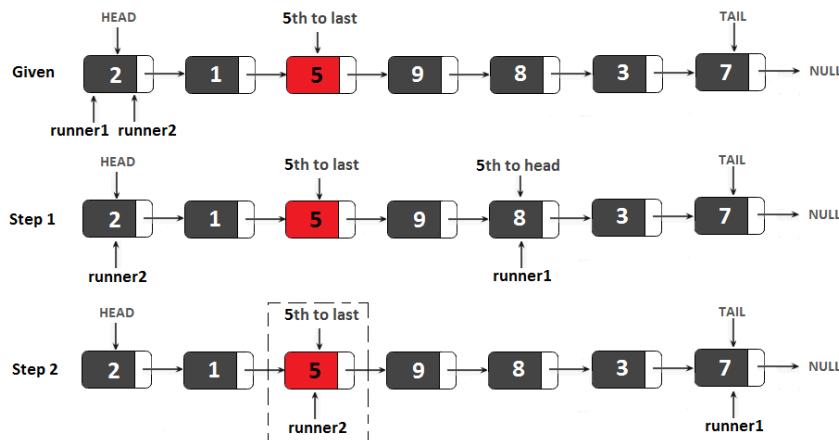 HEAD 5th to last TAIL
Given 2 1 5 9 8 3 7 NULL
runner1 runner2
HEAD 5th to last 5th to head TAIL
Step 1 2 1 5 9 8 3 7 NULL
runner2 runner1
HEAD 5th to last TAIL
Step 2 2 1 5 9 8 3 7 NULL
runner2 runner1